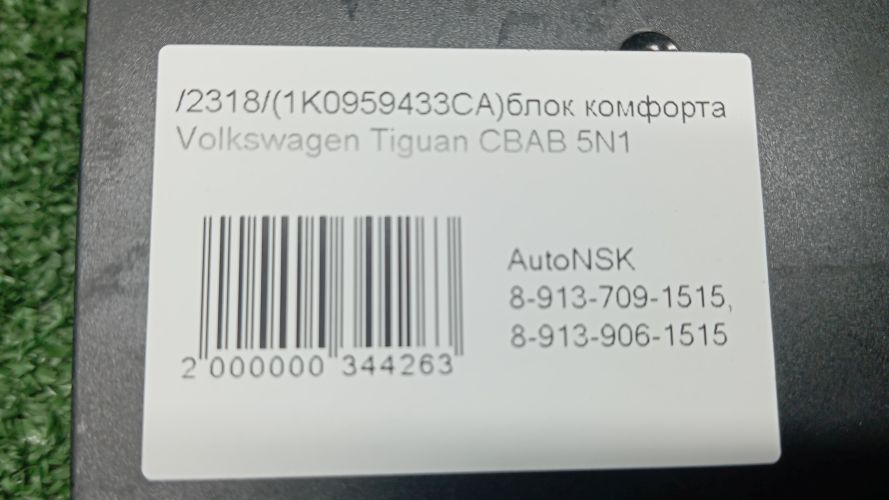 /2318/(1K0959433CA)блок комфорта
Volkswagen Tiguan CBAB 5N1
AutoNSK
8-913-709-1515,
8-913-906-1515
2 000000 344263